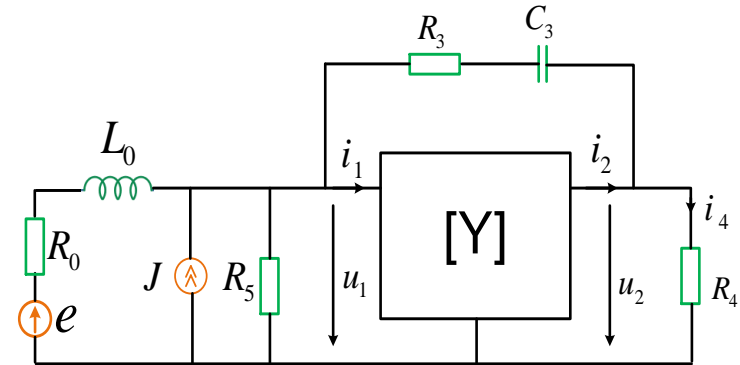 R₃ C₃
L₀ i₁ i₂
R₀ J R₅ u₁ [Y] u₂ i₄ R₄
e